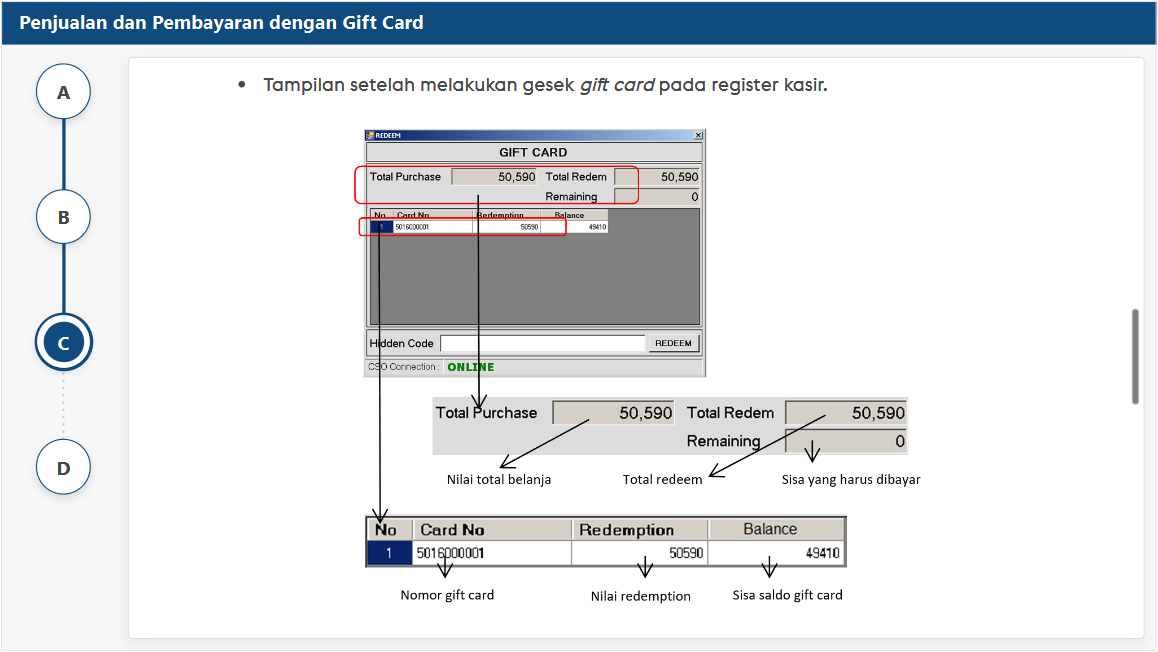 Penjualan dan Pembayaran dengan Gift Card
A
B
C
D
• Tampilan setelah melakukan gesek gift card pada register kasir.
REDEEM
GIFT CARD
Total Purchase 50,590 Total Redem 50,590
Remaining 0
No Card No Redemption Balance
1 5016000001 50590 49410
Hidden Code REDEEM
CSO Connection : ONLINE
Total Purchase 50,590 Total Redem 50,590
Remaining 0
Nilai total belanja Total redeem Sisa yang harus dibayar
No Card No Redemption Balance
1 5016000001 50590 49410
Nomor gift card Nilai redemption Sisa saldo gift card